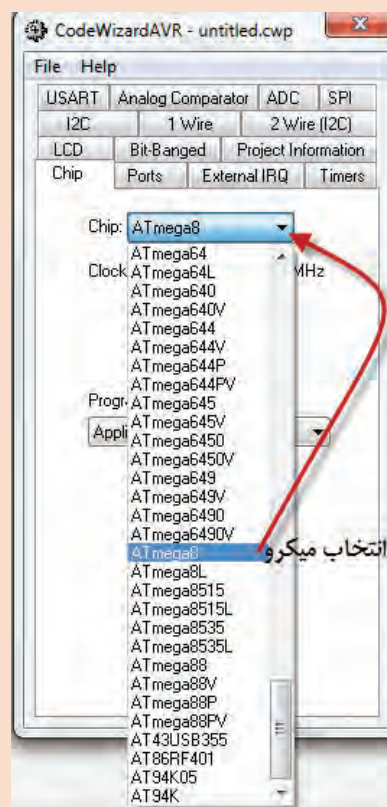 CodeWizardAVR - untitled.cwp
File Help
USART Analog Comparator ADC SPI
I2C 1 Wire 2 Wire (I2C)
LCD Bit-Banged Project Information
Chip Ports External IRQ Timers
Chip: ATmega8
ATmega64
Clock MHz
ATmega64L
ATmega640
ATmega640V
ATmega644
ATmega644V
ATmega644P
ATmega644PV
ATmega645
ATmega645V
ATmega6450
ATmega6450V
ATmega649
ATmega649V
ATmega6490
ATmega6490V
ATmega8
انتخاب میکرو
ATmega8L
ATmega8515
ATmega8515L
ATmega8535
ATmega8535L
ATmega88
ATmega88V
ATmega88P
ATmega88PV
AT43USB355
AT86RF401
AT94K05
AT94K